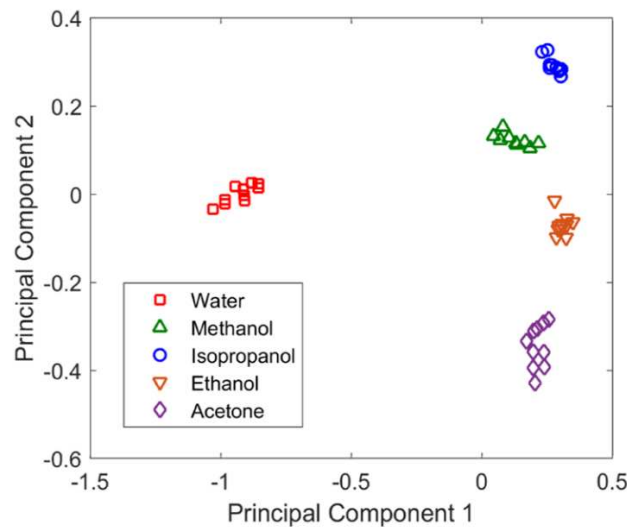 0.4
0.2
0
-0.2
-0.4
-0.6
Principal Component 2
Water
Methanol
Isopropanol
Ethanol
Acetone
-1.5 -1 -0.5 0 0.5
Principal Component 1